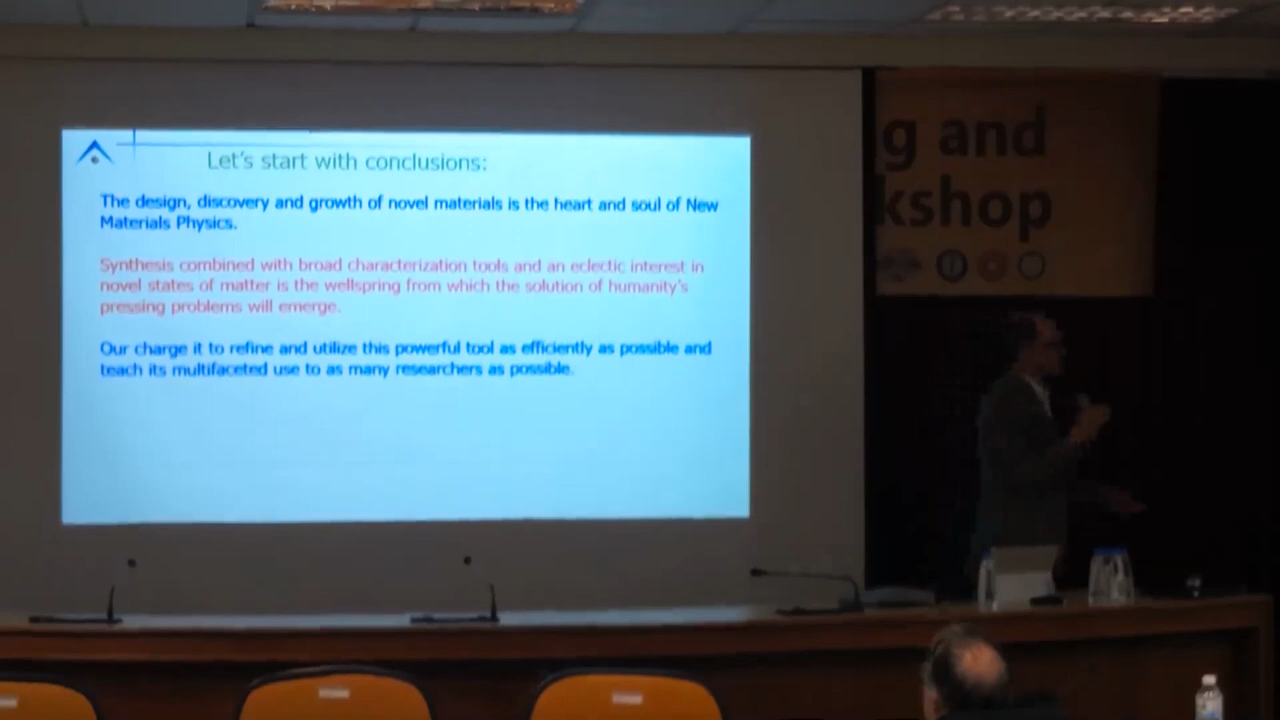 Let's start with conclusions:
The design, discovery and growth of novel materials is the heart and soul of New
Materials Physics.
Synthesis combined with broad characterization tools and an eclectic interest in
novel states of matter is the wellspring from which the solution of humanity's
pressing problems will emerge.
Our charge it to refine and utilize this powerful tool as efficiently as possible and
teach its multifaceted use to as many researchers as possible.
g and
kshop